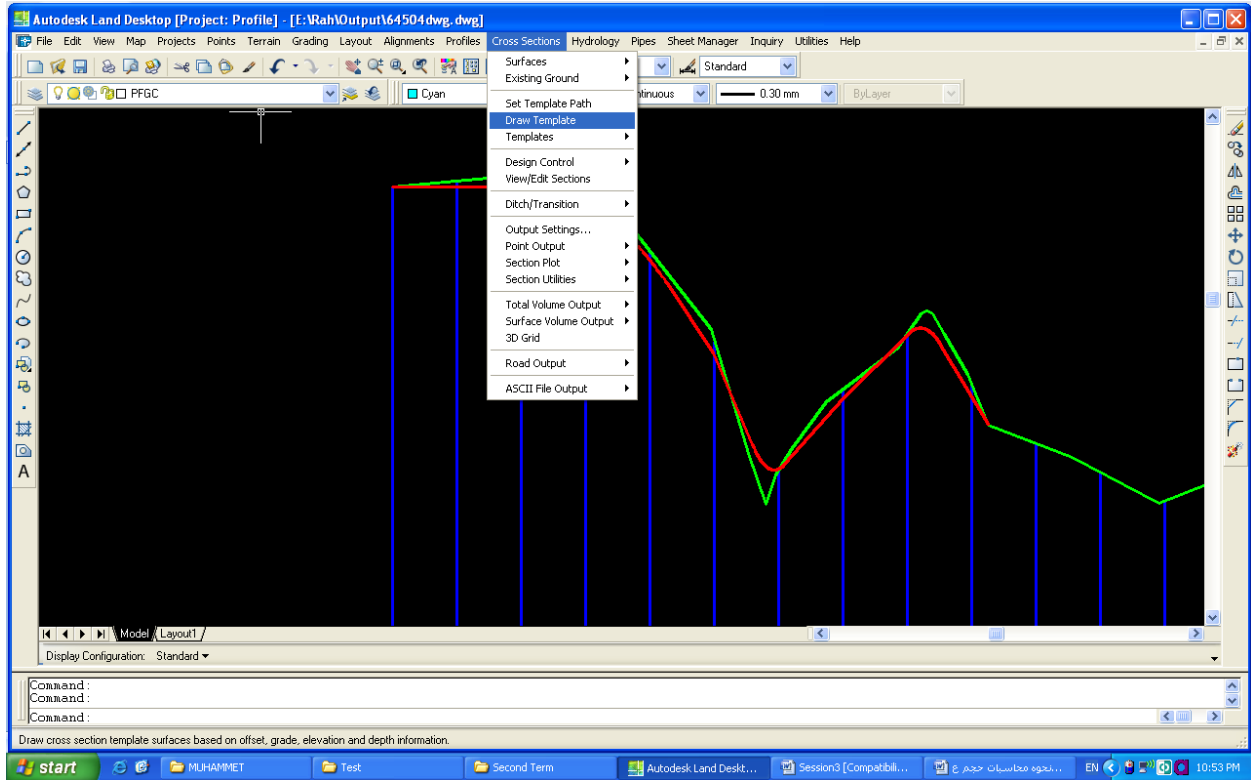 Autodesk Land Desktop [Project: Profile] - [E:\Rah\Output\64504dwg.dwg]
File Edit View Map Projects Points Terrain Grading Layout Alignments Profiles Cross Sections Hydrology Pipes Sheet Manager Inquiry Utilities Help
Standard
PFGC
Cyan
ntinuous
0.30 mm
ByLayer
Surfaces
Existing Ground
Set Template Path
Draw Template
Templates
Design Control
View/Edit Sections
Ditch/Transition
Output Settings...
Point Output
Section Plot
Section Utilities
Total Volume Output
Surface Volume Output
3D Grid
Road Output
ASCII File Output
A
Model Layout1
Display Configuration: Standard
Command:
Command:
Command:
Draw cross section template surfaces based on offset, grade, elevation and depth information.
start MUHAMMET Test Second Term Autodesk Land Deskt... Session3 [Compatibili... نحوه محاسبات حجم ع... EN 10:53 PM